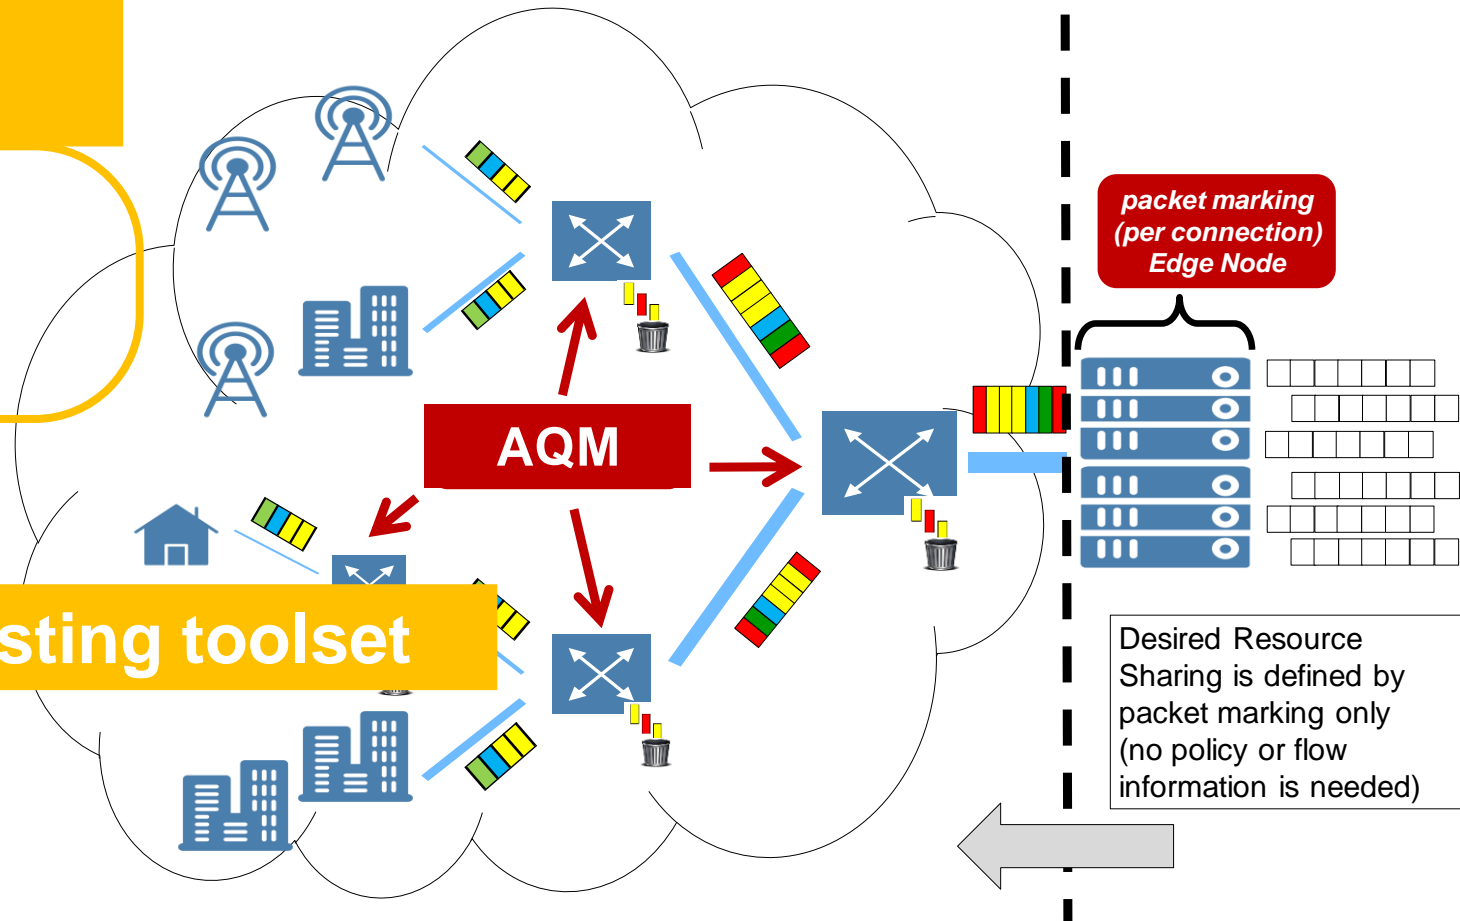 packet marking
(per connection)
Edge Node
AQM
sting toolset
Desired Resource
Sharing is defined by
packet marking only
(no policy or flow
information is needed)